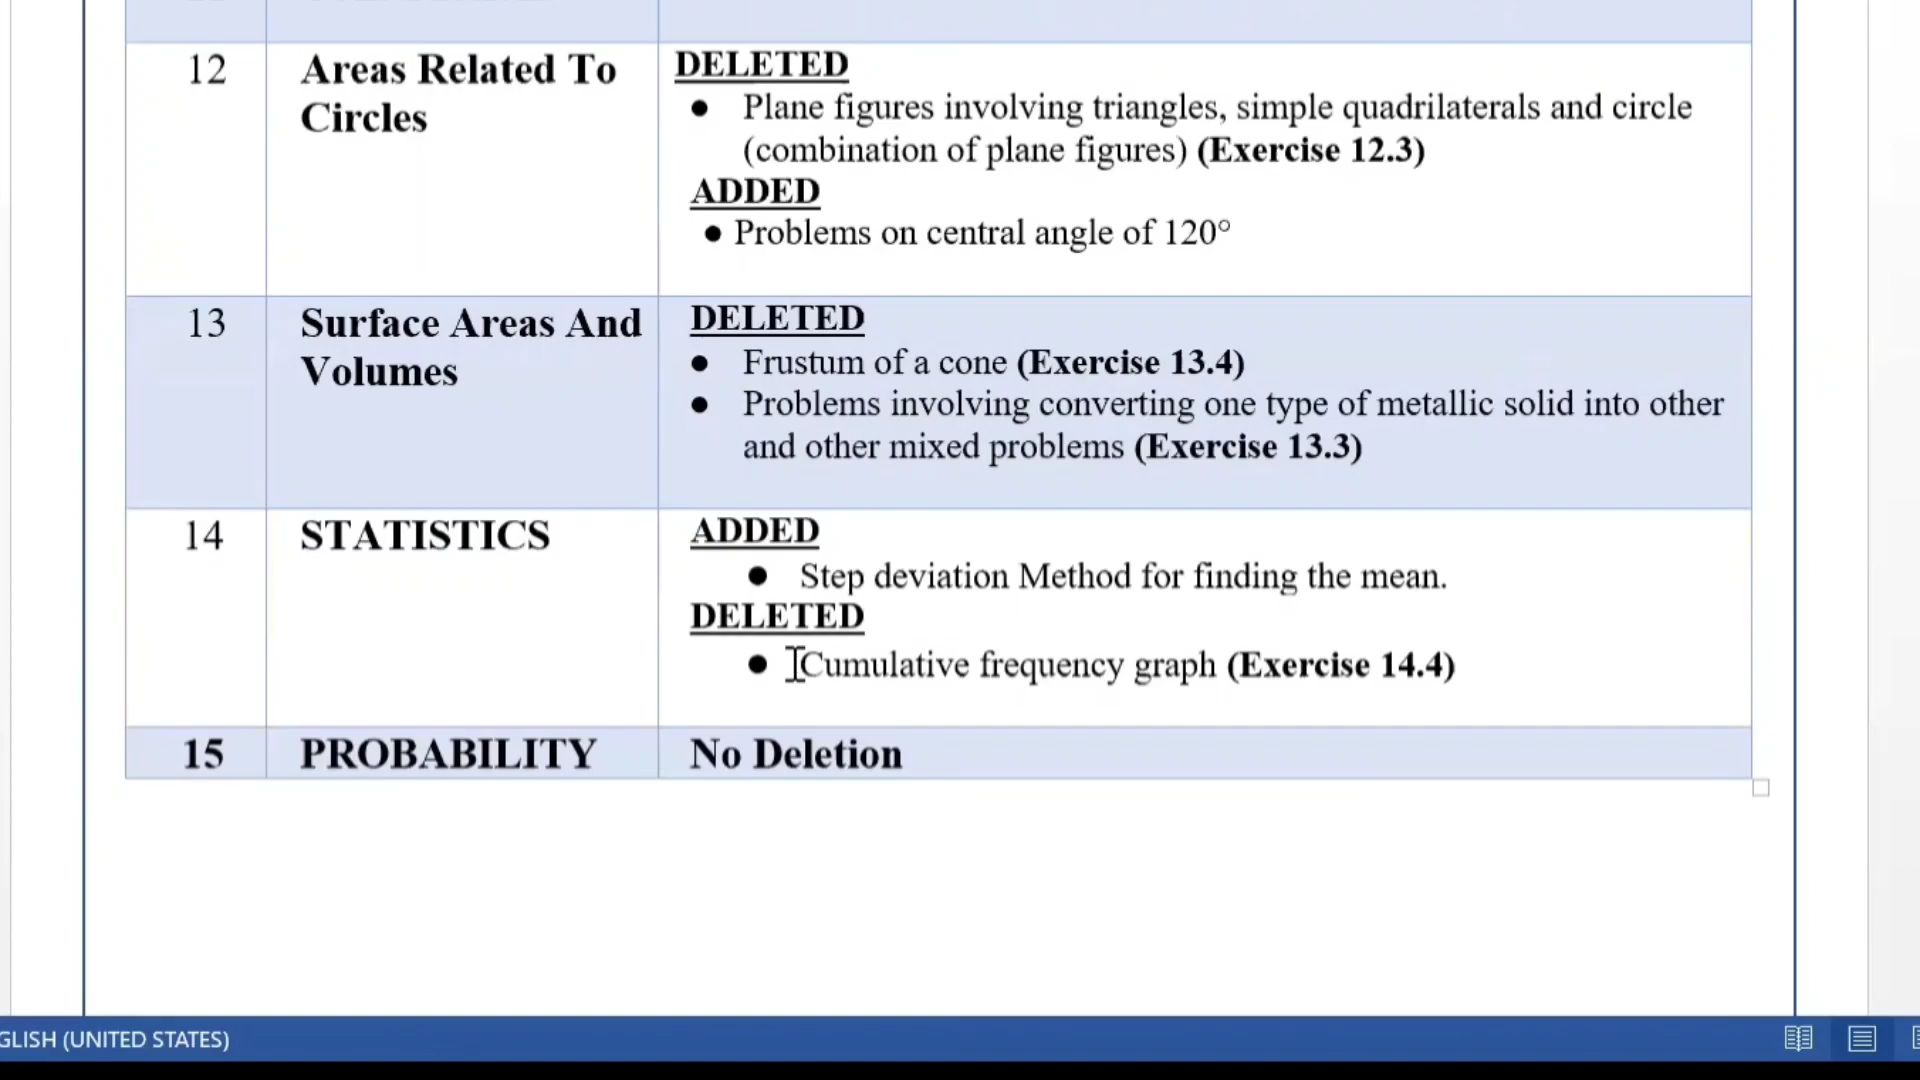 12
Areas Related To
Circles
DELETED
● Plane figures involving triangles, simple quadrilaterals and circle
(combination of plane figures) (Exercise 12.3)
ADDED
● Problems on central angle of 120°
13
Surface Areas And
Volumes
DELETED
● Frustum of a cone (Exercise 13.4)
● Problems involving converting one type of metallic solid into other
and other mixed problems (Exercise 13.3)
14
STATISTICS
ADDED
● Step deviation Method for finding the mean.
DELETED
● Cumulative frequency graph (Exercise 14.4)
15
PROBABILITY
No Deletion
GLISH (UNITED STATES)